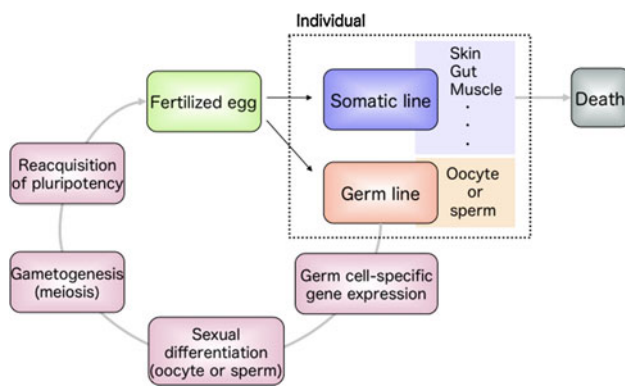 Individual
Fertilized egg
Somatic line
Skin
Gut
Muscle
.
.
.
Death
Germ line
Oocyte
or
sperm
Reacquisition
of pluripotency
Gametogenesis
(meiosis)
Sexual
differentiation
(oocyte or sperm)
Germ cell-specific
gene expression